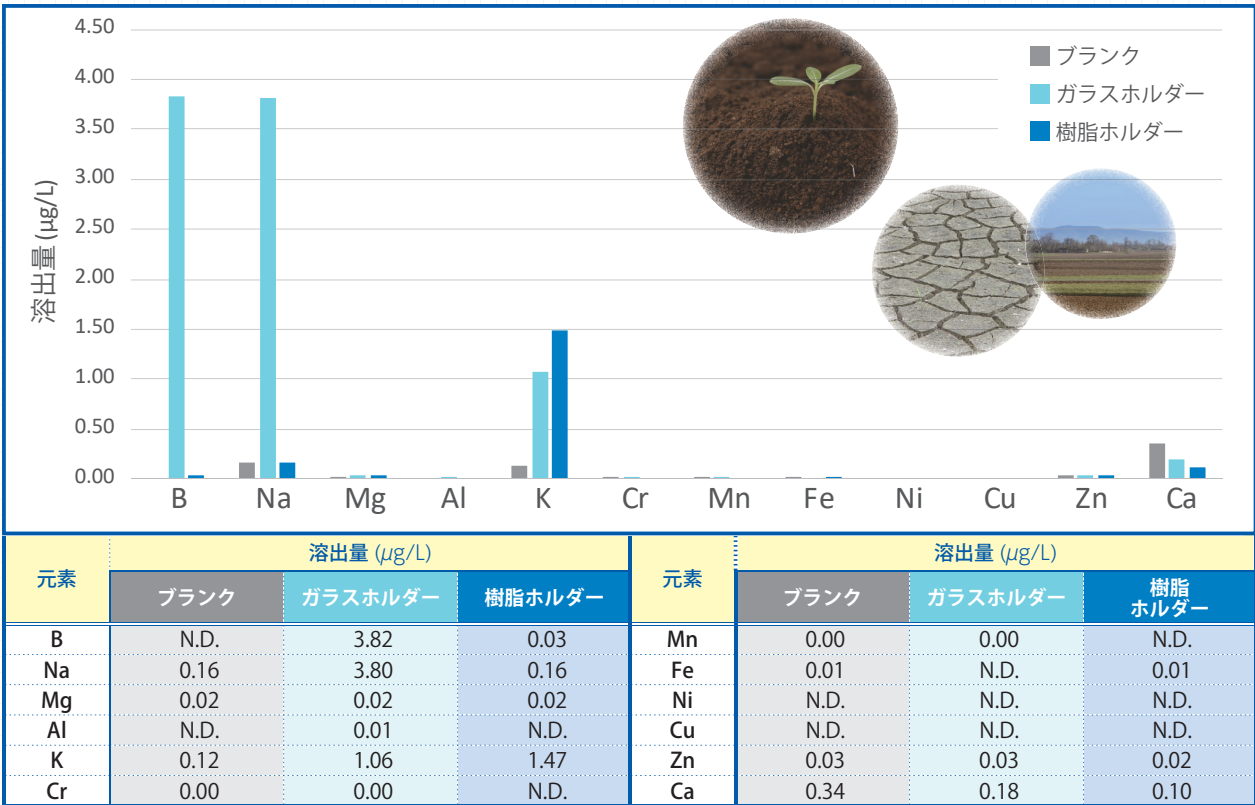 4.50
4.00
3.50
3.00
2.50
2.00
1.50
1.00
0.50
0.00
溶出量 (µg/L)
ブランク
ガラスホルダー
樹脂ホルダー
B Na Mg Al K Cr Mn Fe Ni Cu Zn Ca
元素 溶出量 (µg/L) 元素 溶出量 (µg/L)
ブランク ガラスホルダー 樹脂ホルダー ブランク ガラスホルダー 樹脂
ホルダー
B N.D. 3.82 0.03 Mn 0.00 0.00 N.D.
Na 0.16 3.80 0.16 Fe 0.01 N.D. 0.01
Mg 0.02 0.02 0.02 Ni N.D. N.D. N.D.
Al N.D. 0.01 N.D. Cu N.D. N.D. N.D.
K 0.12 1.06 1.47 Zn 0.03 0.03 0.02
Cr 0.00 0.00 N.D. Ca 0.34 0.18 0.10